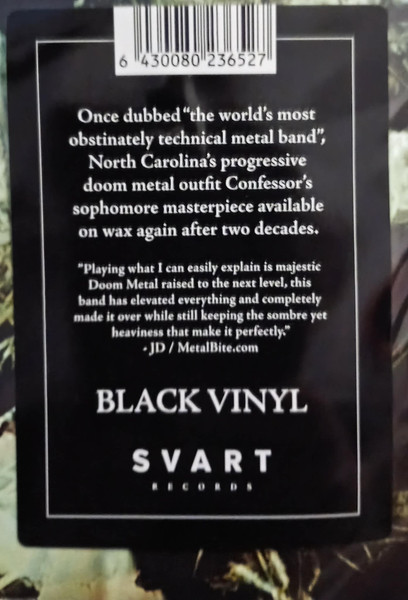 6 430080 236527
Once dubbed "the world's most
obstinately technical metal band",
North Carolina's progressive
doom metal outfit Confessor's
sophomore masterpiece available
on wax again after two decades.
"Playing what I can easily explain is majestic
Doom Metal raised to the next level, this
band has elevated everything and completely
made it over while still keeping the sombre yet
heaviness that make it perfectly."
- JD / MetalBite.com
BLACK VINYL
SVART
RECORDS